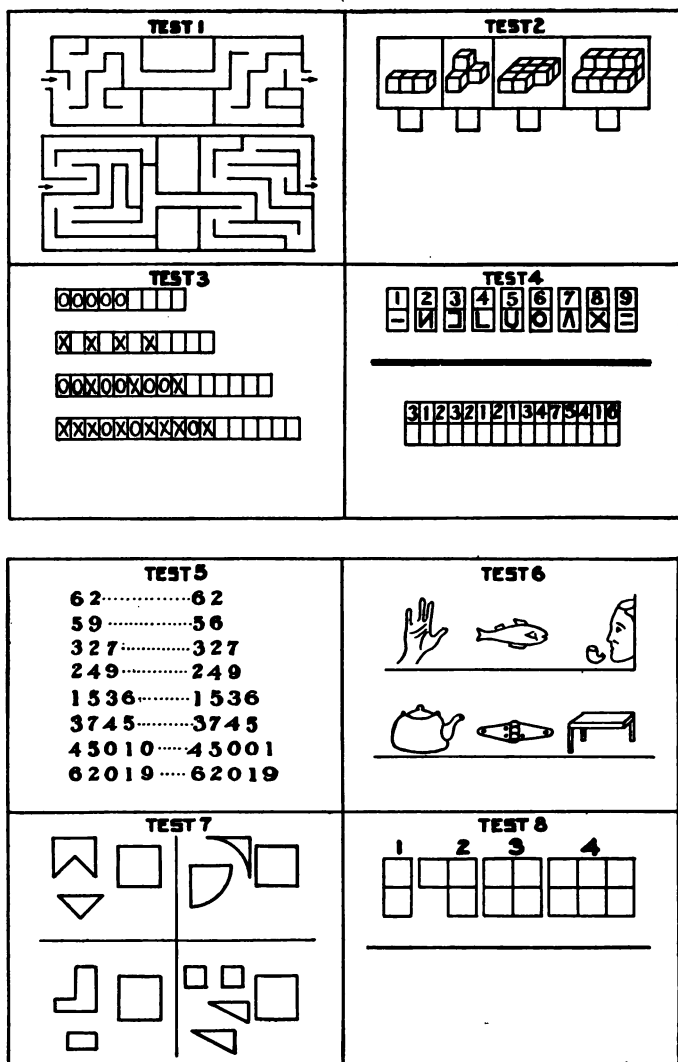 TEST 1
TEST 2
TEST 3
OOOOO
X X X X
OOXOOXOOX
XXXOXOXXXOX
TEST 4
1 2 3 4 5 6 7 8 9
3 1 2 3 2 1 2 1 3 4 7 5 4 1 6
TEST 5
62............62
59............56
327..........327
249..........249
1536........1536
3745........3745
45010.....45001
62019.....62019
TEST 6
TEST 7
TEST 8
1 2 3 4